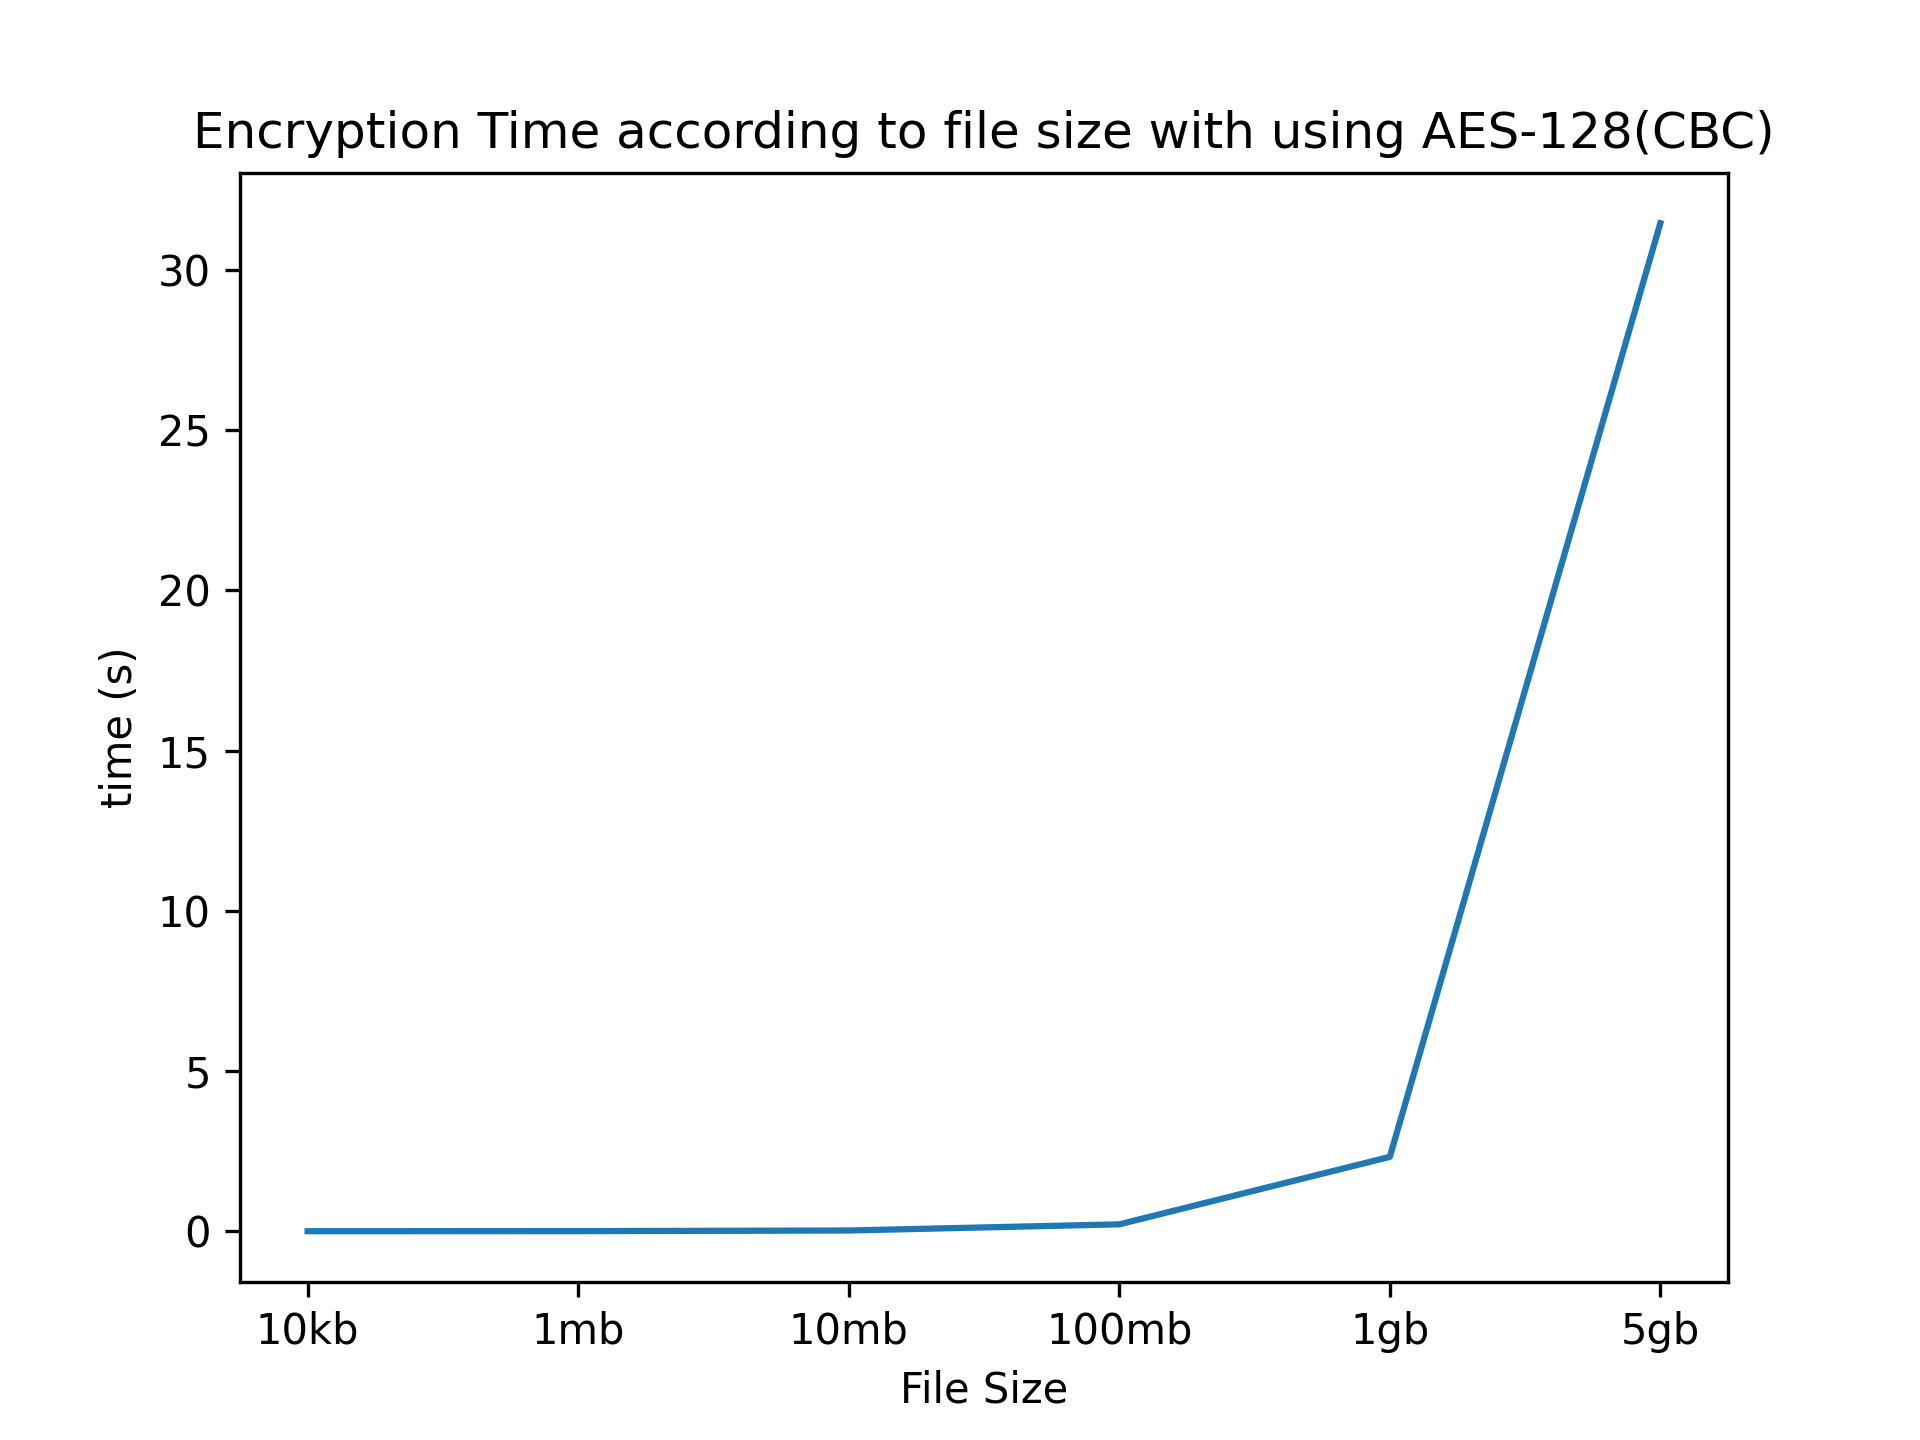 Encryption Time according to file size with using AES-128(CBC)
30
25
20
15
10
5
0
time (s)
10kb 1mb 10mb 100mb 1gb 5gb
File Size